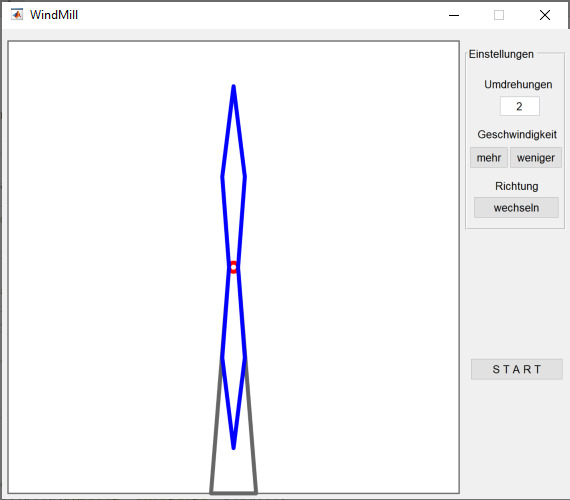 WindMill
Einstellungen
Umdrehungen
2
Geschwindigkeit
mehr weniger
Richtung
wechseln
S T A R T